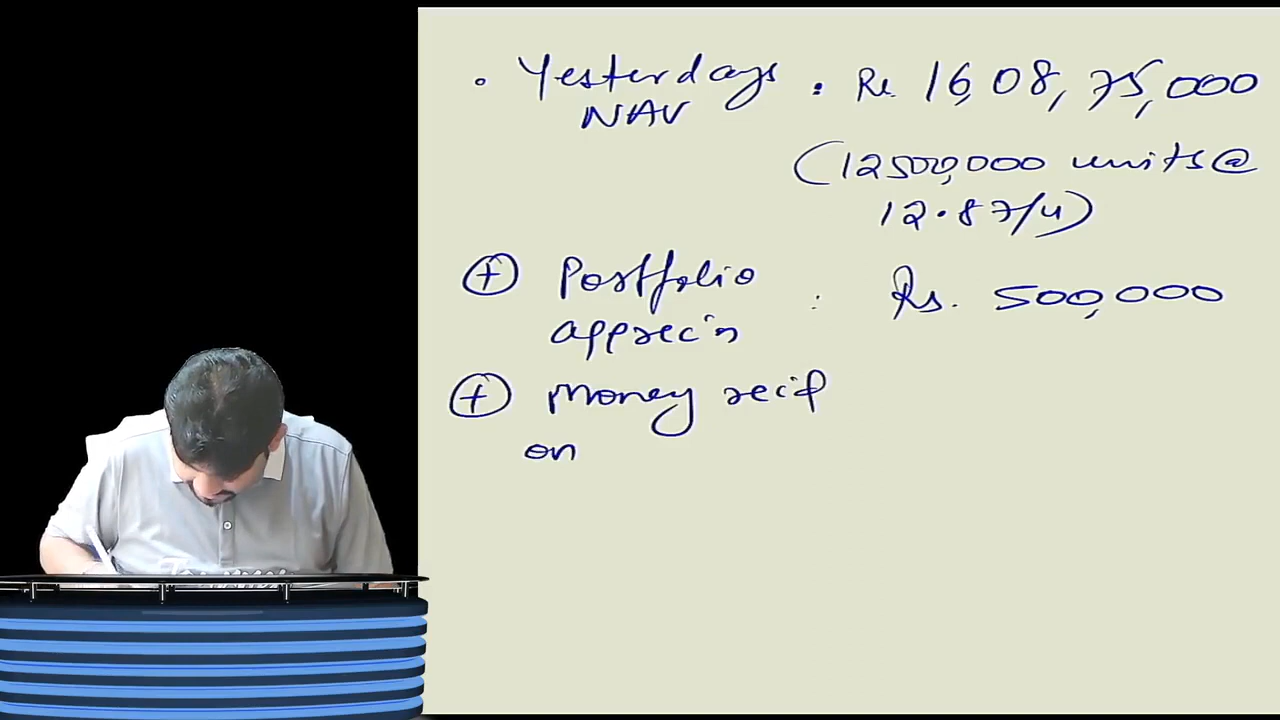 • Yesterdays : Rs. 16,08,75,000
NAV
(12500,000 units @
12.87/u)
⊕ Portfolio : Rs. 500,000
apprec'n
⊕ Money recd
on